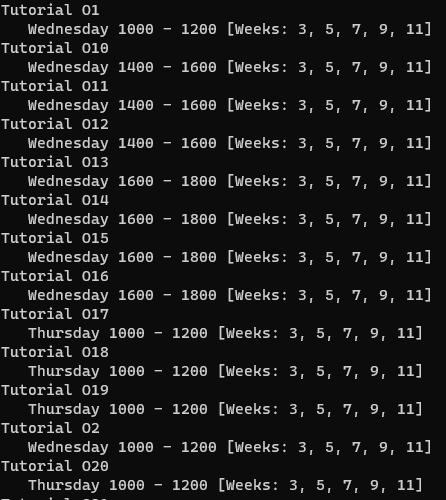 Tutorial O1
Wednesday 1000 - 1200 [Weeks: 3, 5, 7, 9, 11]
Tutorial O10
Wednesday 1400 - 1600 [Weeks: 3, 5, 7, 9, 11]
Tutorial O11
Wednesday 1400 - 1600 [Weeks: 3, 5, 7, 9, 11]
Tutorial O12
Wednesday 1400 - 1600 [Weeks: 3, 5, 7, 9, 11]
Tutorial O13
Wednesday 1600 - 1800 [Weeks: 3, 5, 7, 9, 11]
Tutorial O14
Wednesday 1600 - 1800 [Weeks: 3, 5, 7, 9, 11]
Tutorial O15
Wednesday 1600 - 1800 [Weeks: 3, 5, 7, 9, 11]
Tutorial O16
Wednesday 1600 - 1800 [Weeks: 3, 5, 7, 9, 11]
Tutorial O17
Thursday 1000 - 1200 [Weeks: 3, 5, 7, 9, 11]
Tutorial O18
Thursday 1000 - 1200 [Weeks: 3, 5, 7, 9, 11]
Tutorial O19
Thursday 1000 - 1200 [Weeks: 3, 5, 7, 9, 11]
Tutorial O2
Wednesday 1000 - 1200 [Weeks: 3, 5, 7, 9, 11]
Tutorial O20
Thursday 1000 - 1200 [Weeks: 3, 5, 7, 9, 11]